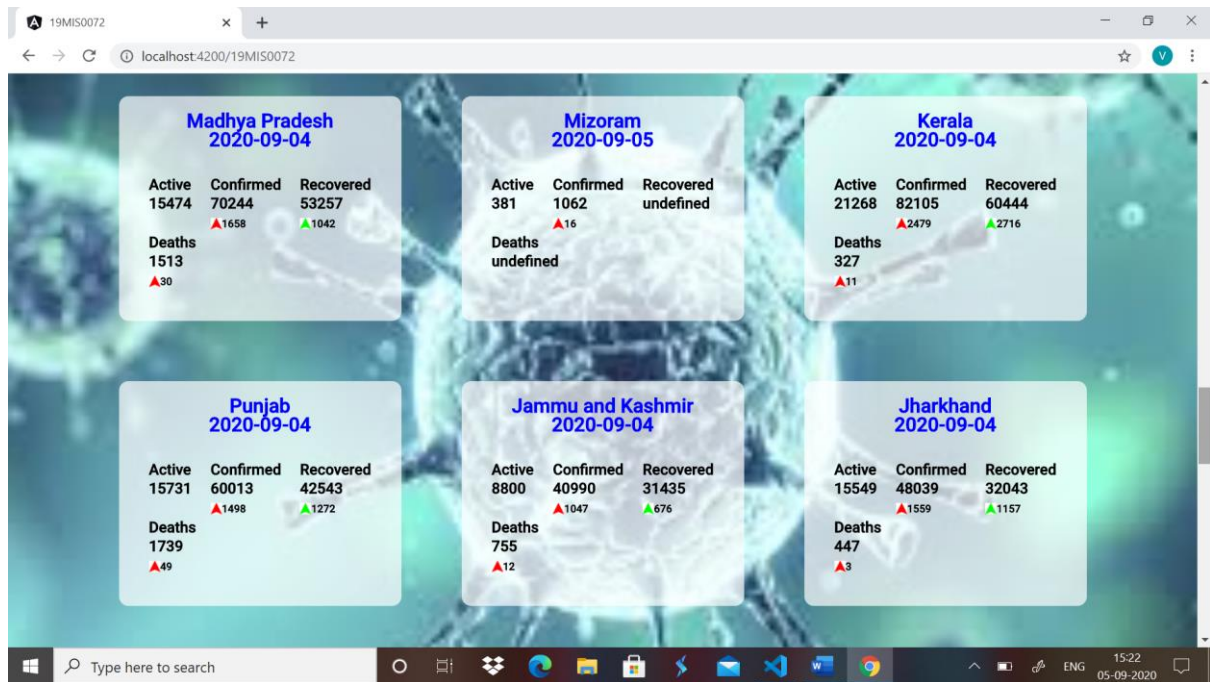 19MIS0072
localhost:4200/19MIS0072
V
Madhya Pradesh
2020-09-04
Active Confirmed Recovered
15474 70244 53257
1658 1042
Deaths
1513
30
Mizoram
2020-09-05
Active Confirmed Recovered
381 1062 undefined
16
Deaths
undefined
Kerala
2020-09-04
Active Confirmed Recovered
21268 82105 60444
2479 2716
Deaths
327
11
Punjab
2020-09-04
Active Confirmed Recovered
15731 60013 42543
1498 1272
Deaths
1739
49
Jammu and Kashmir
2020-09-04
Active Confirmed Recovered
8800 40990 31435
1047 676
Deaths
755
12
Jharkhand
2020-09-04
Active Confirmed Recovered
15549 48039 32043
1559 1157
Deaths
447
3
Type here to search
ENG
15:22
05-09-2020